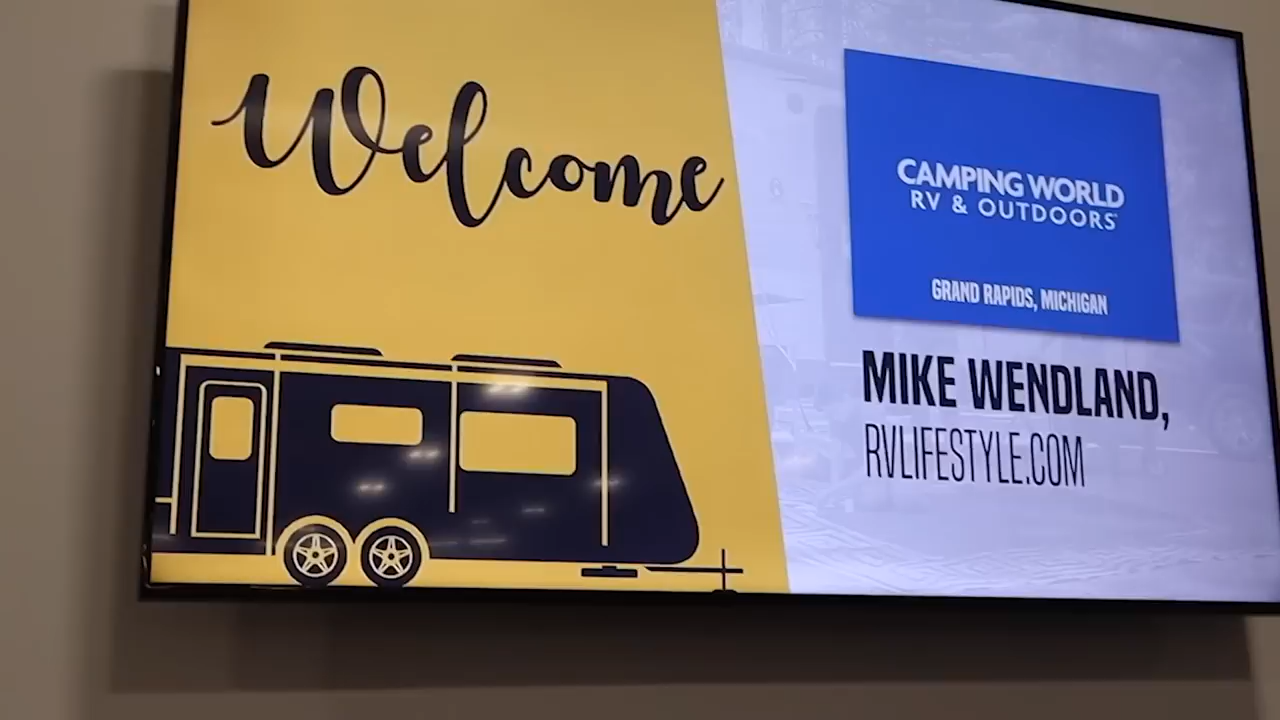 Welcome
CAMPING WORLD
RV & OUTDOORS
GRAND RAPIDS, MICHIGAN
MIKE WENDLAND,
RVLIFESTYLE.COM